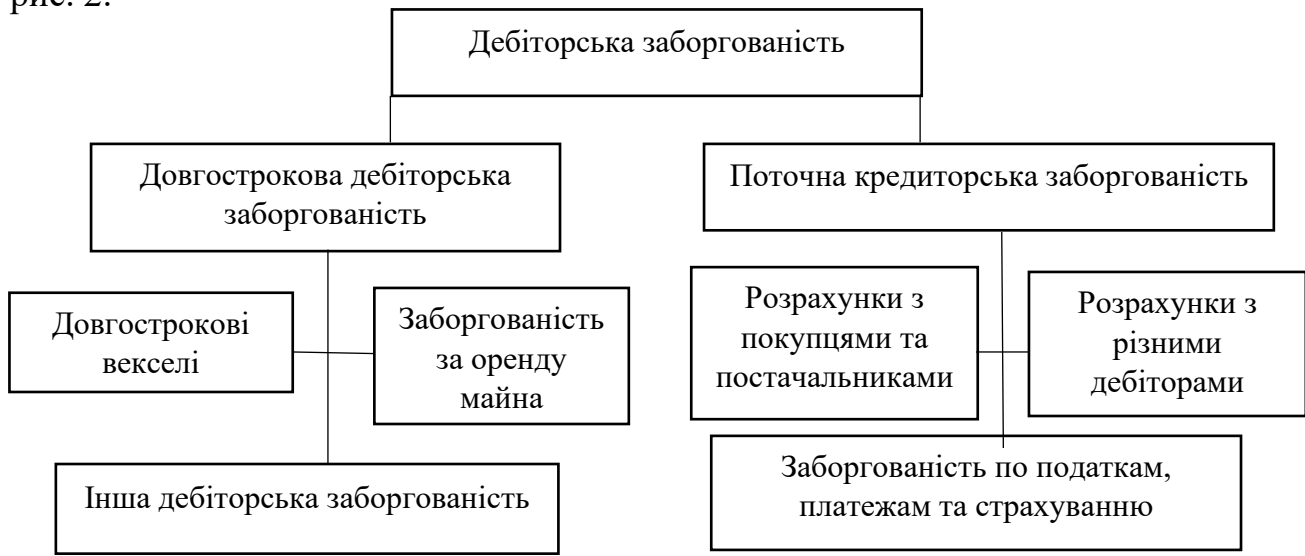 рис. 2.
Дебіторська заборгованість
Довгострокова дебіторська
заборгованість
Поточна кредиторська заборгованість
Довгострокові
векселі
Заборгованість
за оренду
майна
Розрахунки з
покупцями та
постачальниками
Розрахунки з
різними
дебіторами
Інша дебіторська заборгованість
Заборгованість по податкам,
платежам та страхуванню